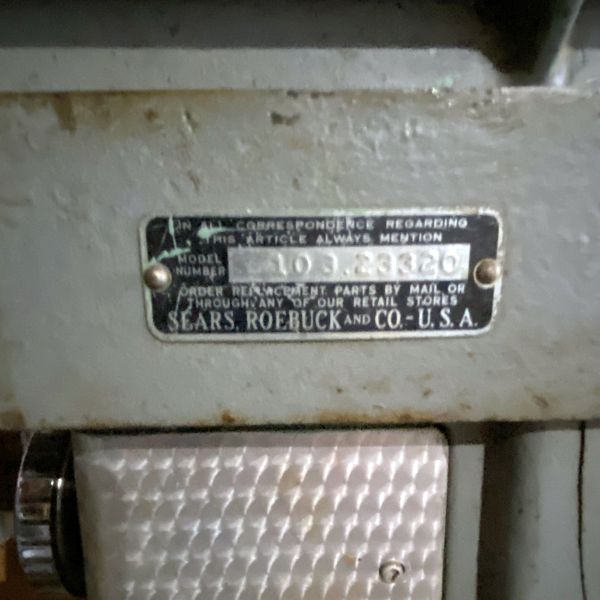 IN ALL CORRESPONDENCE REGARDING
THIS ARTICLE ALWAYS MENTION
MODEL
NUMBER 103.23320
ORDER REPLACEMENT PARTS BY MAIL OR
THROUGH ANY OF OUR RETAIL STORES
SEARS, ROEBUCK AND CO.-U.S.A.